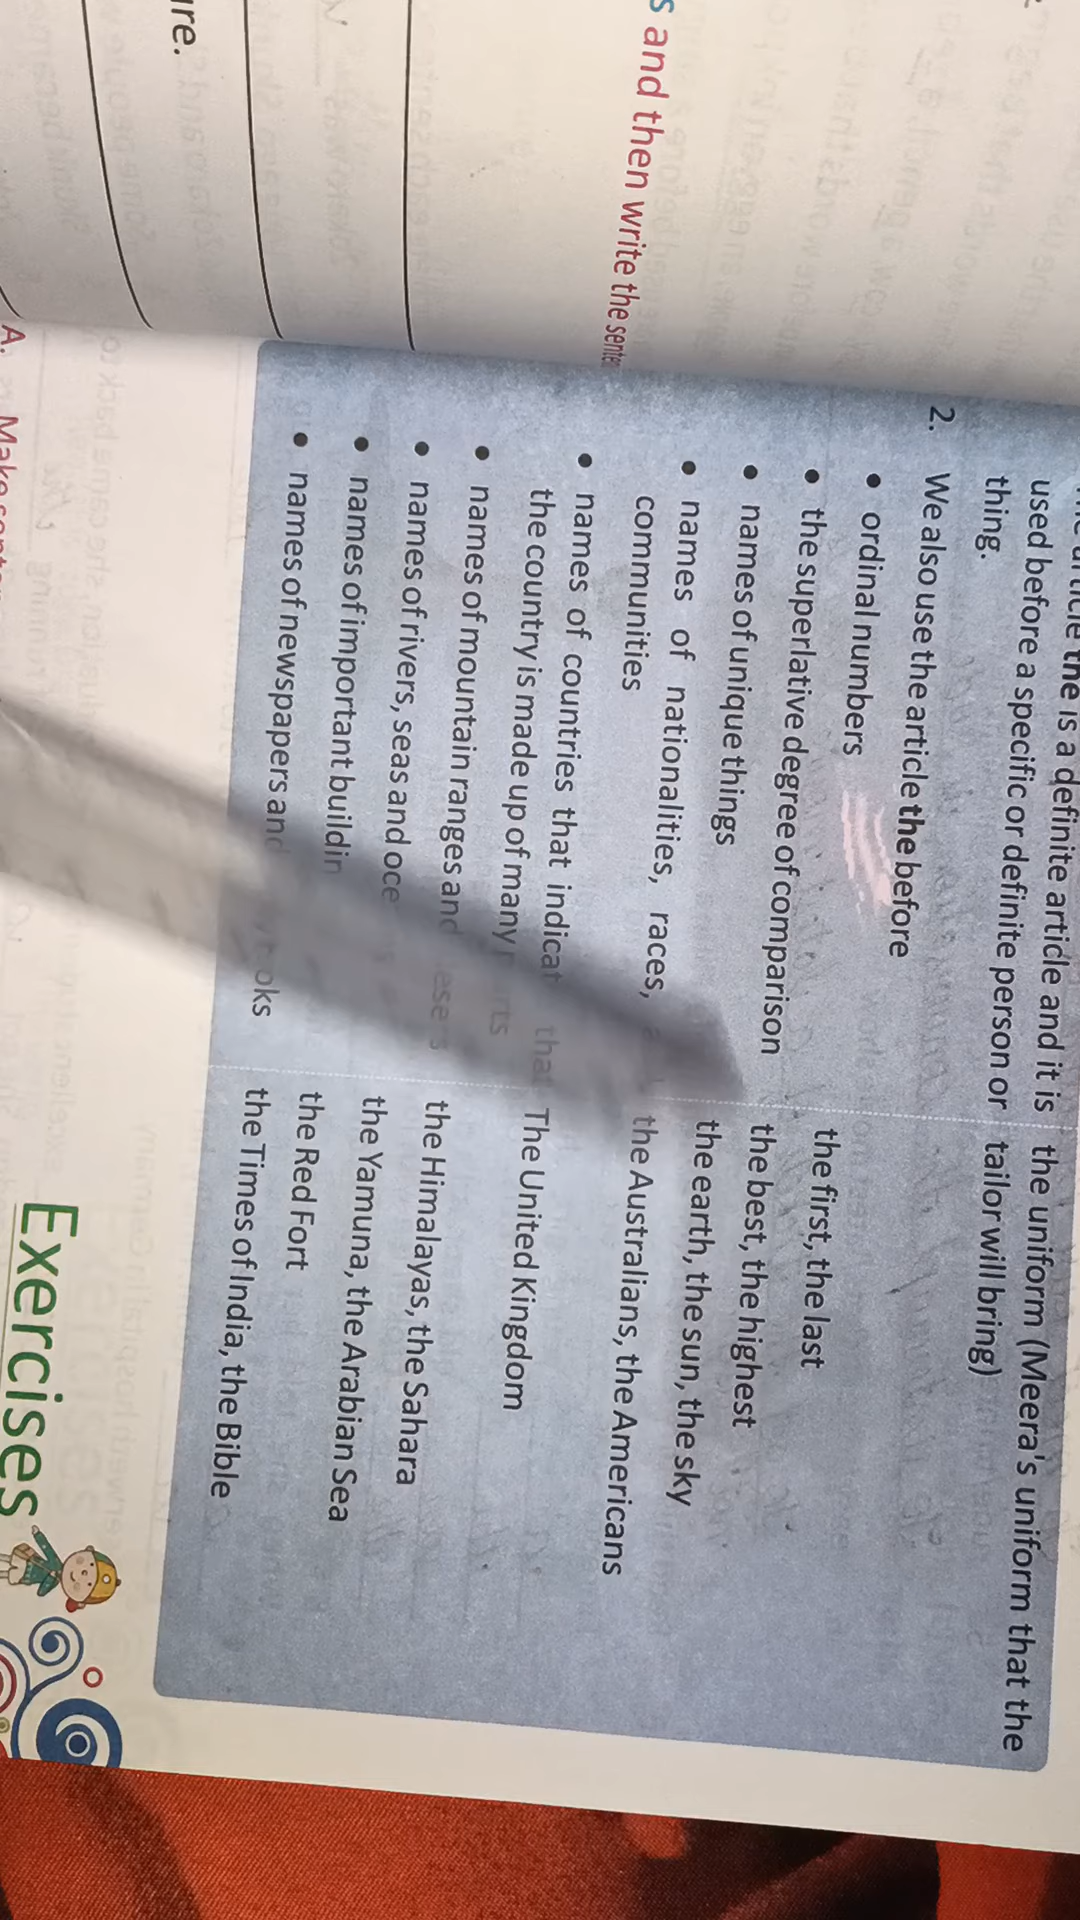 s and then write the
re.
the is a definite article and it is
used before a specific or definite person or
thing.
the uniform (Meera's uniform that the
tailor will bring)
2. We also use the article the before
• ordinal numbers
the first, the last
• the superlative degree of comparison
the best, the highest
• names of unique things
the earth, the sun, the sky
• names of nationalities, races,
communities
the Australians, the Americans
• names of countries that that
the country is made up of many
The United Kingdom
• names of mountain ranges and
the Himalayas, the Sahara
• names of rivers, seas and
the Yamuna, the Arabian Sea
• names of important
the Red Fort
• names of newspapers and
the Times of India, the Bible
Exercises
A. Make